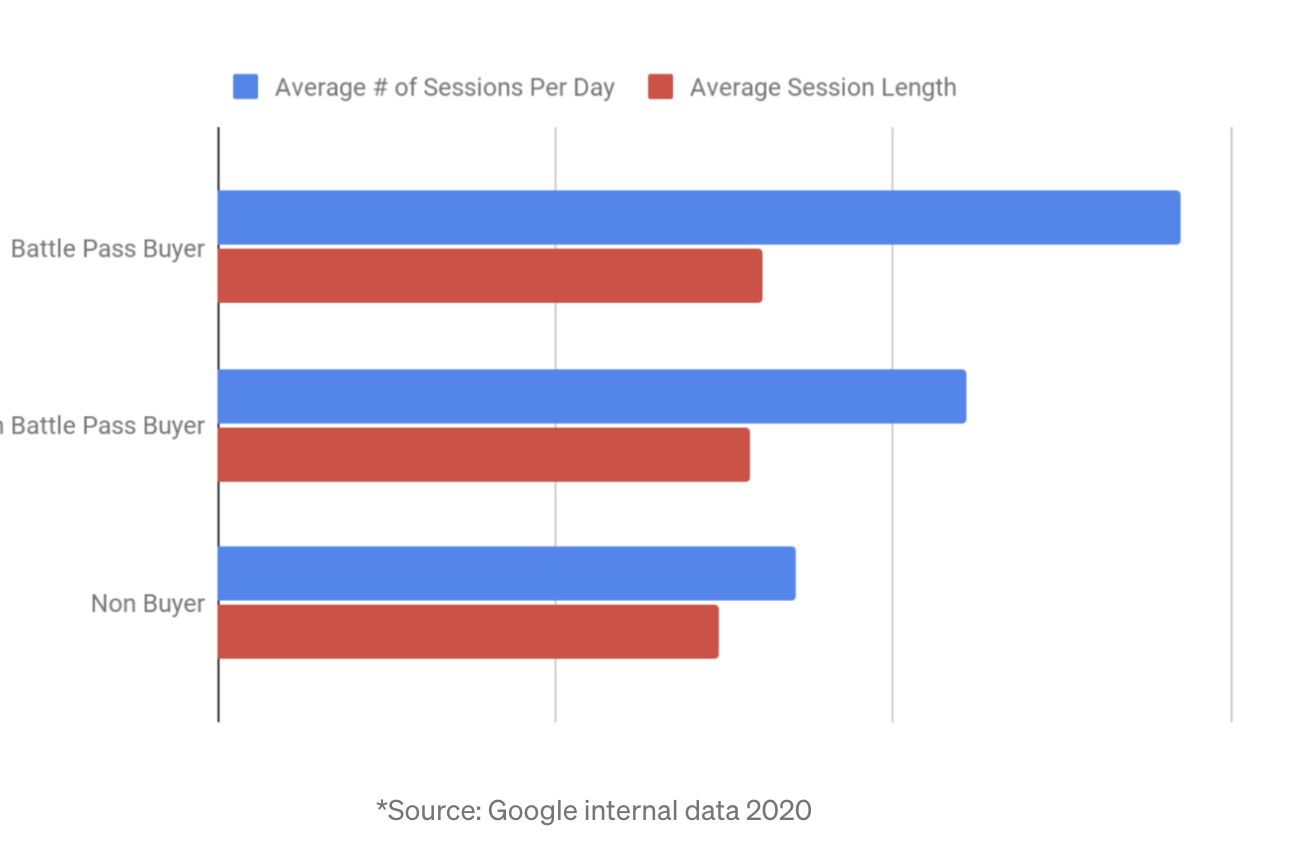 Average # of Sessions Per Day Average Session Length
Battle Pass Buyer
Battle Pass Buyer
Non Buyer
*Source: Google internal data 2020